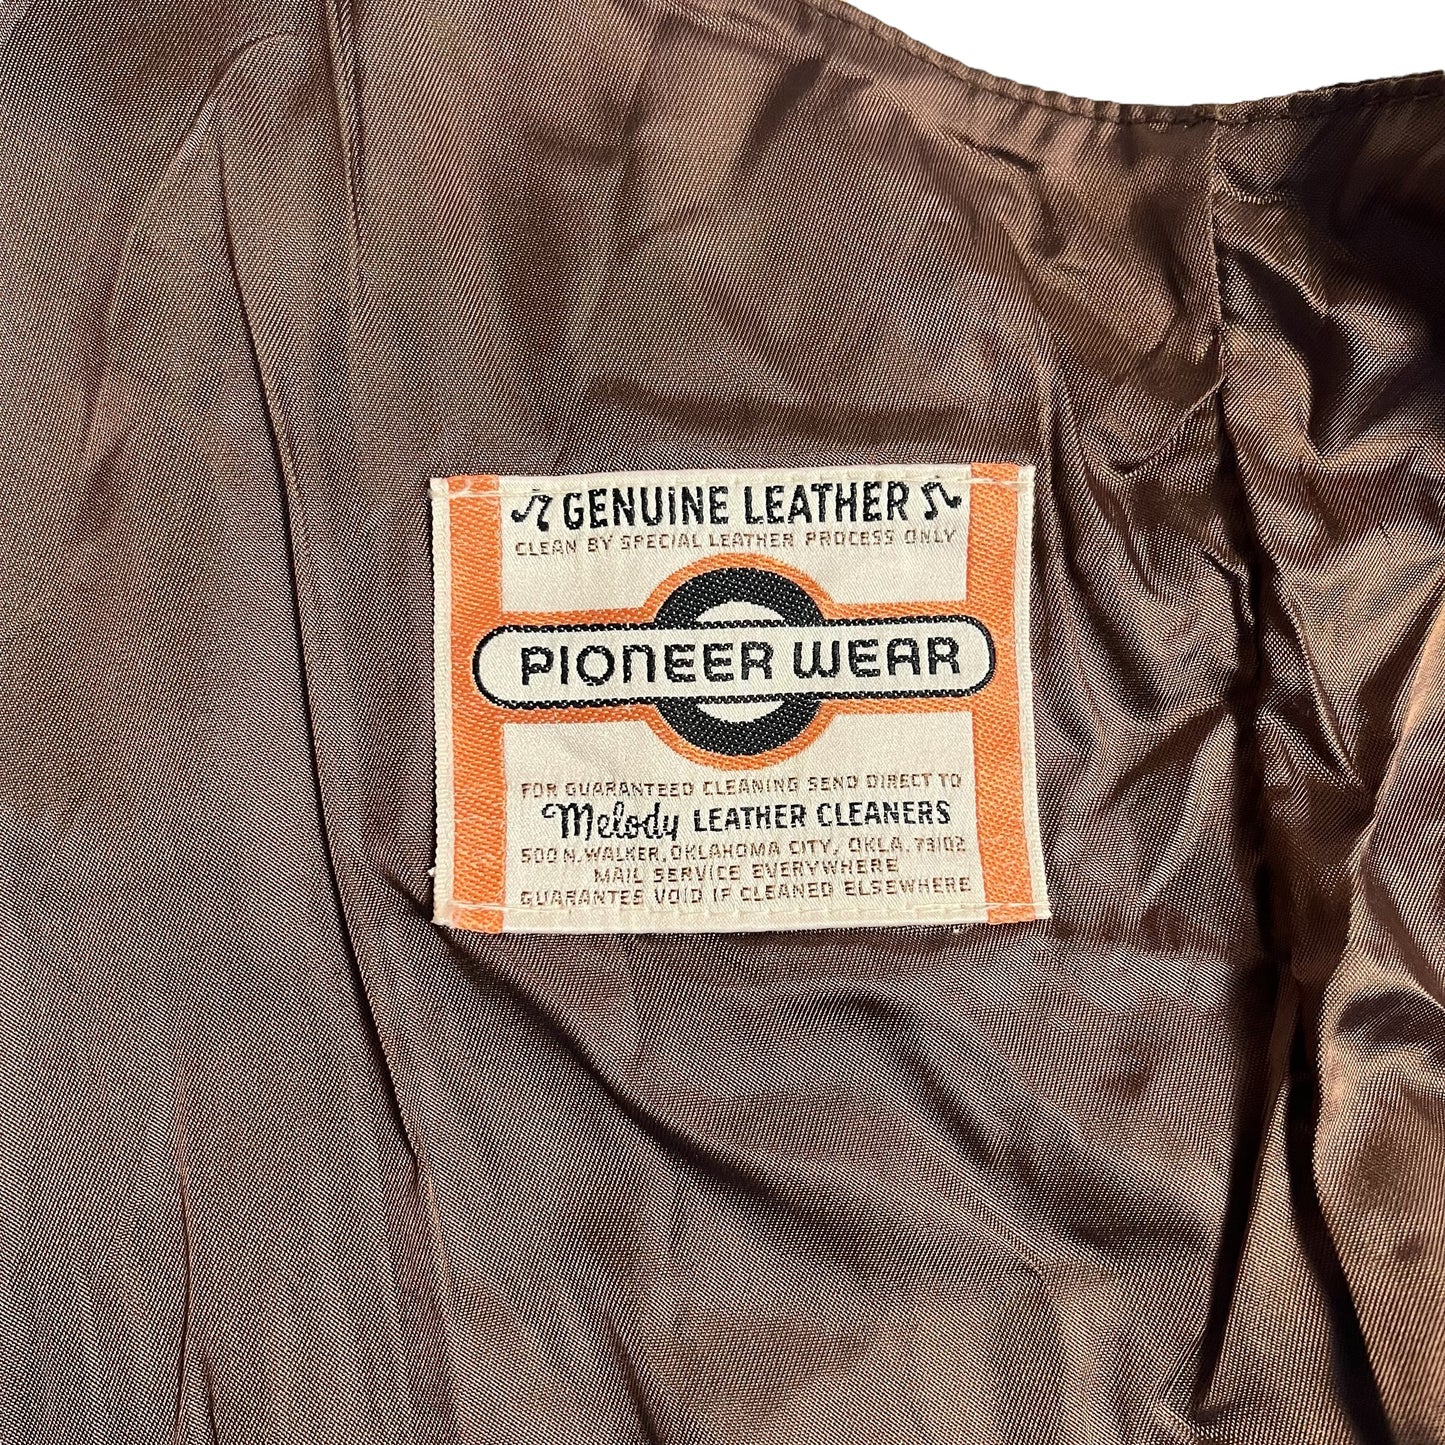 GENUINE LEATHER
CLEAN BY SPECIAL LEATHER PROCESS ONLY
PIONEER WEAR
FOR GUARANTEED CLEANING SEND DIRECT TO
Melody LEATHER CLEANERS
500 N. WALKER, OKLAHOMA CITY, OKLA. 73102
MAIL SERVICE EVERYWHERE
GUARANTEE VOID IF CLEANED ELSEWHERE